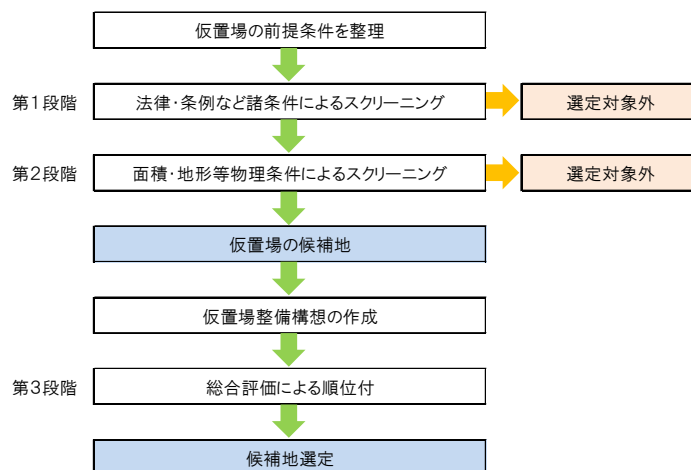 仮置場の前提条件を整理
第1段階
法律・条例など諸条件によるスクリーニング
選定対象外
第2段階
面積・地形等物理条件によるスクリーニング
選定対象外
仮置場の候補地
仮置場整備構想の作成
第3段階
総合評価による順位付
候補地選定